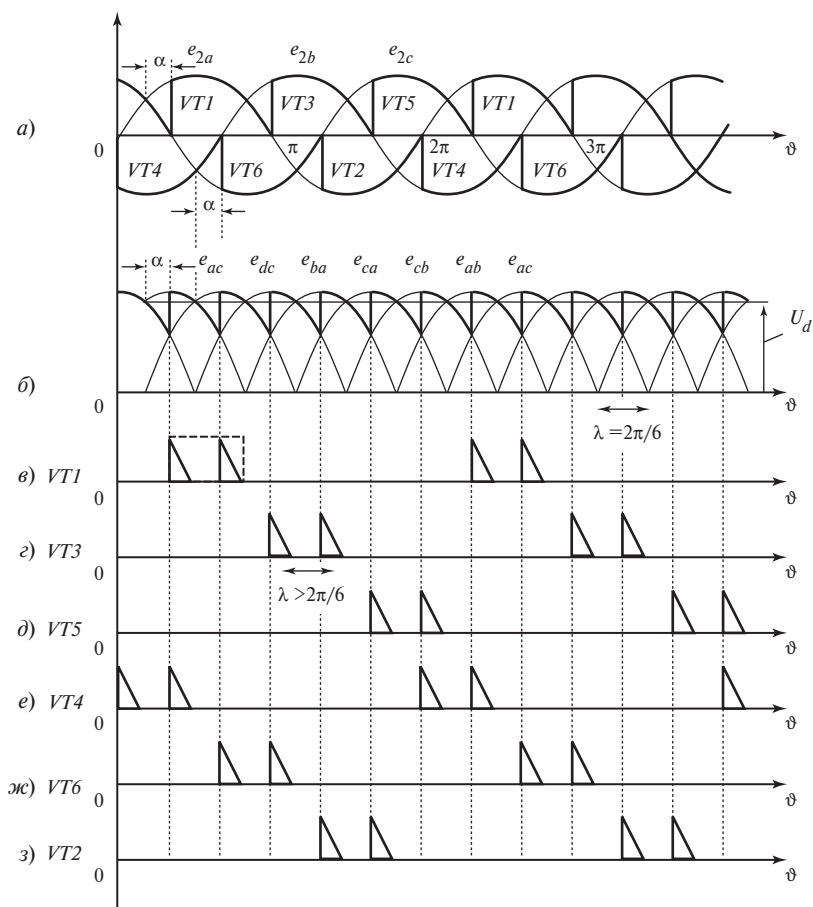 α e2a e2b e2c
а) VT1 VT3 VT5 VT1
0 π 2π 3π ϑ
VT4 VT6 VT2 VT4 VT6
α
α eac edc eba eca ecb eab eac
Ud
б) 0 ϑ
λ = 2π/6
в) VT1
0 ϑ
г) VT3
0 ϑ
λ > 2π/6
д) VT5
0 ϑ
е) VT4
0 ϑ
ж) VT6
0 ϑ
з) VT2
0 ϑ